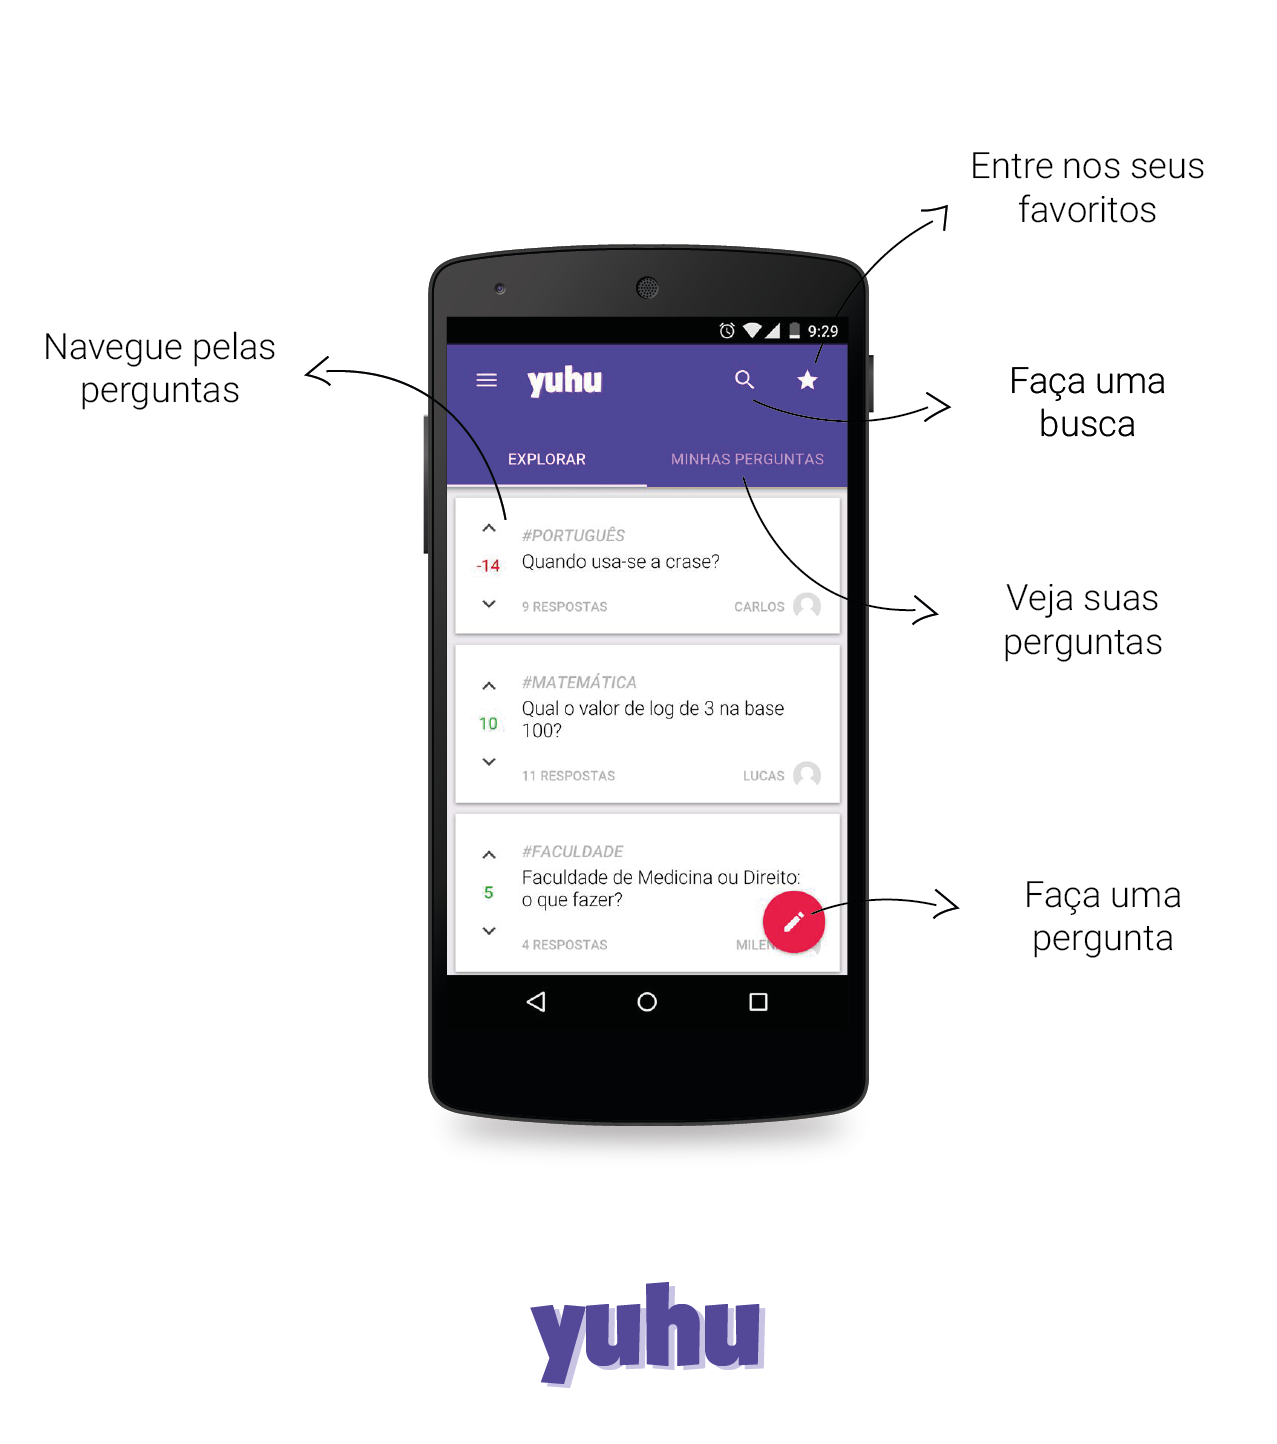 Entre nos seus
favoritos
Navegue pelas
perguntas
Faça uma
busca
Veja suas
perguntas
Faça uma
pergunta
9:29
yuhu
EXPLORAR
MINHAS PERGUNTAS
#PORTUGUÊS
-14
Quando usa-se a crase?
9 RESPOSTAS
CARLOS
#MATEMÁTICA
10
Qual o valor de log de 3 na base
100?
11 RESPOSTAS
LUCAS
#FACULDADE
5
Faculdade de Medicina ou Direito:
o que fazer?
4 RESPOSTAS
yuhu